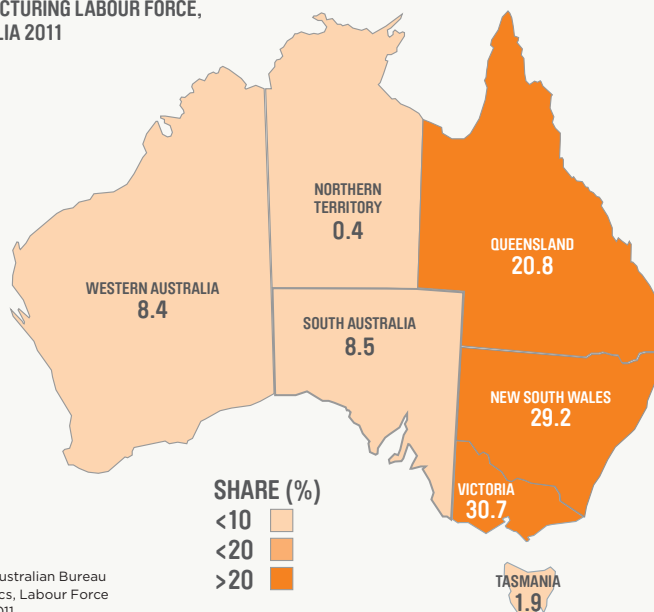 CTURING LABOUR FORCE,
LIA 2011
NORTHERN
TERRITORY
0.4
QUEENSLAND
20.8
WESTERN AUSTRALIA
8.4
SOUTH AUSTRALIA
8.5
NEW SOUTH WALES
29.2
VICTORIA
30.7
SHARE (%)
<10
<20
>20
TASMANIA
1.9
ustralian Bureau
cs, Labour Force